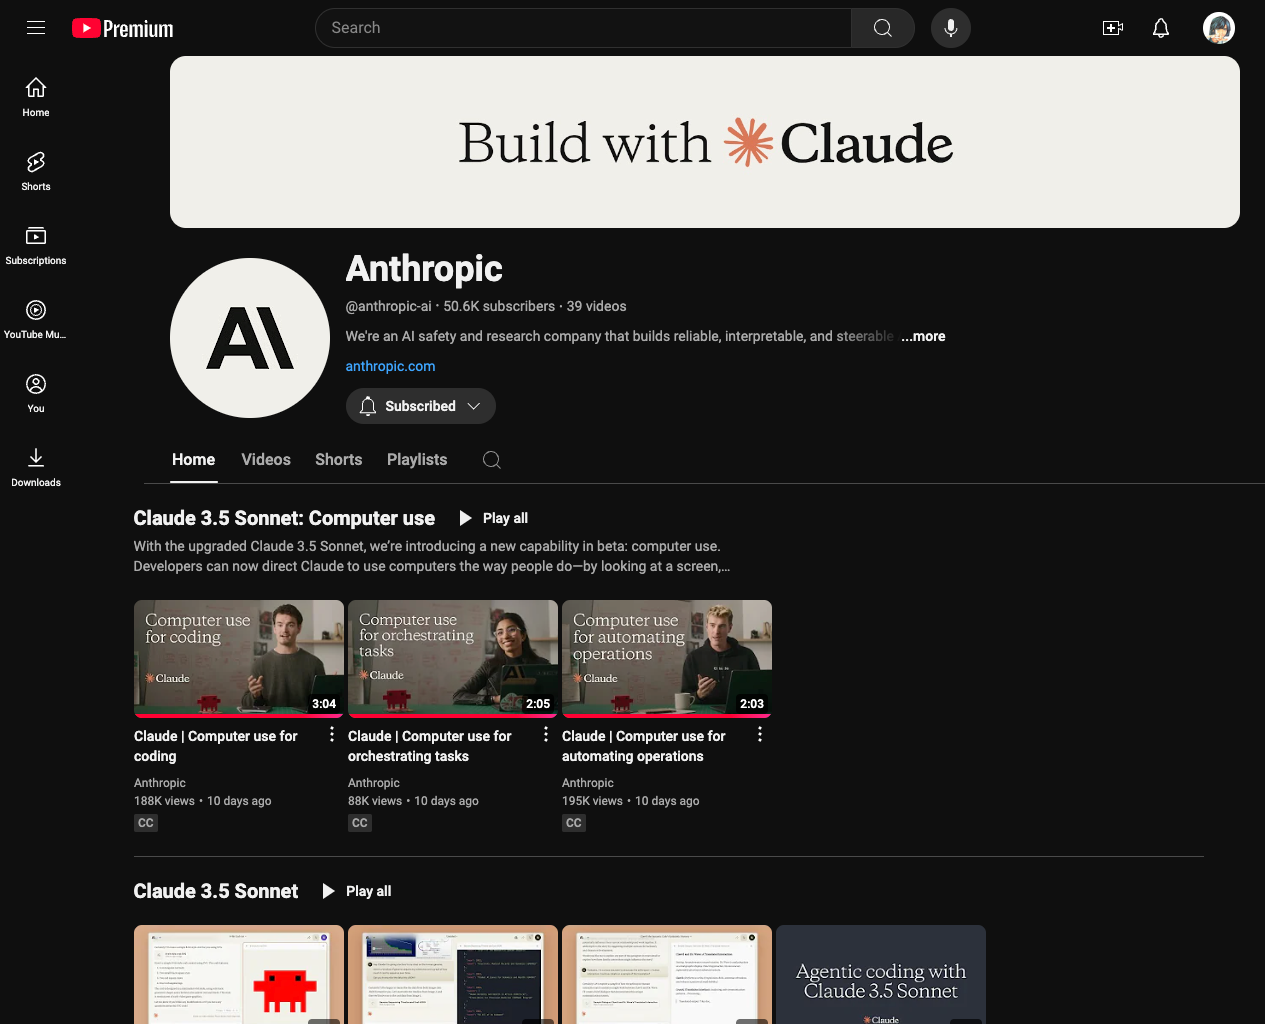 Premium
Search
Home
Shorts
Subscriptions
YouTube Mu...
You
Downloads
Build with Claude
Anthropic
@anthropic-ai · 50.6K subscribers · 39 videos
We're an AI safety and research company that builds reliable, interpretable, and steerable ...more
anthropic.com
Subscribed
Home Videos Shorts Playlists
Claude 3.5 Sonnet: Computer use Play all
With the upgraded Claude 3.5 Sonnet, we’re introducing a new capability in beta: computer use.
Developers can now direct Claude to use computers the way people do—by looking at a screen,...
Computer use
for coding
Claude
3:04
Computer use
for orchestrating
tasks
Claude
2:05
Computer use
for automating
operations
Claude
2:03
Claude | Computer use for
coding
Anthropic
188K views • 10 days ago
CC
Claude | Computer use for
orchestrating tasks
Anthropic
88K views • 10 days ago
CC
Claude | Computer use for
automating operations
Anthropic
195K views • 10 days ago
CC
Claude 3.5 Sonnet Play all
Agentic coding with
Claude 3.5 Sonnet
Claude